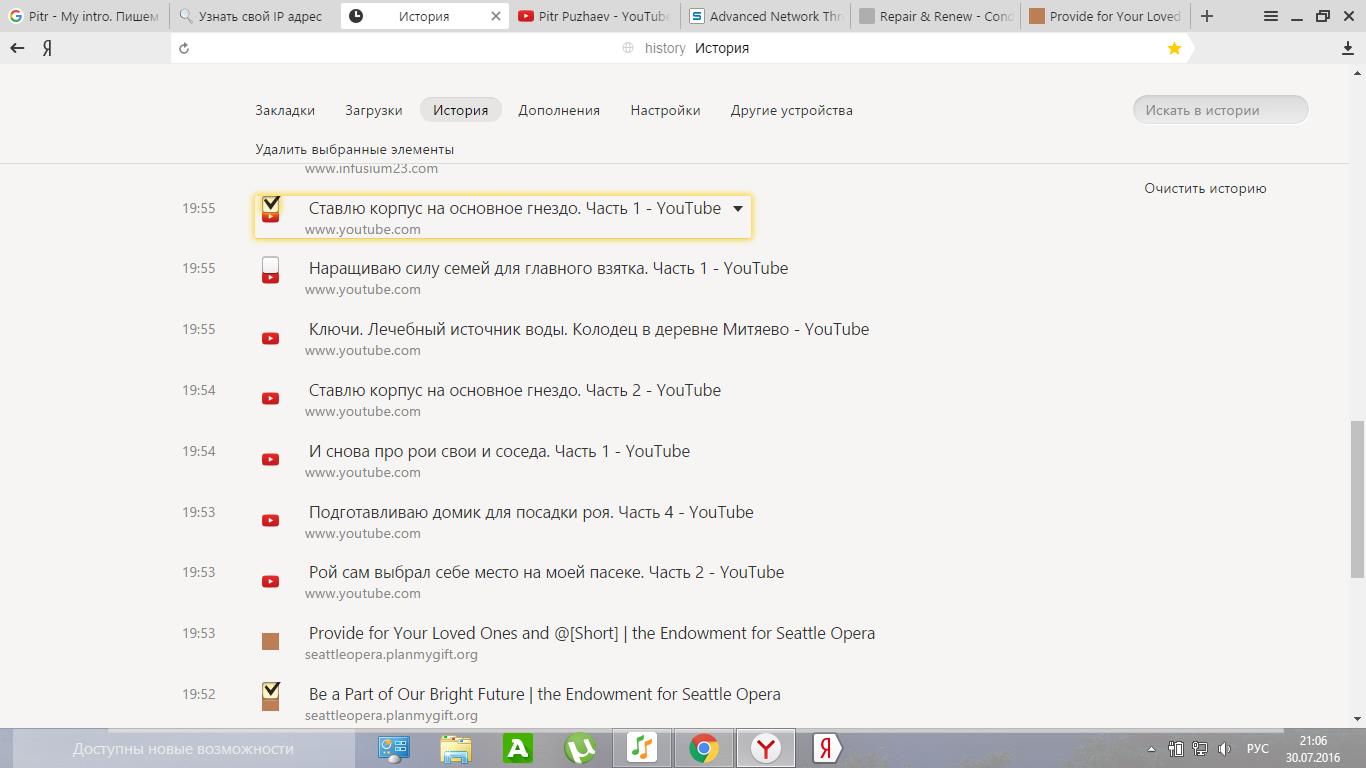 Pitr - My intro. Пишем
Узнать свой IP адрес
История
Pitr Puzhaev - YouTube
Advanced Network Thr
Repair & Renew - Cond
Provide for Your Loved
Я
history История
Закладки
Загрузки
История
Дополнения
Настройки
Другие устройства
Искать в истории
Удалить выбранные элементы
www.infusium23.com
Очистить историю
19:55
Ставлю корпус на основное гнездо. Часть 1 - YouTube
www.youtube.com
19:55
Наращиваю силу семей для главного взятка. Часть 1 - YouTube
www.youtube.com
19:55
Ключи. Лечебный источник воды. Колодец в деревне Митяево - YouTube
www.youtube.com
19:54
Ставлю корпус на основное гнездо. Часть 2 - YouTube
www.youtube.com
19:54
И снова про рои свои и соседа. Часть 1 - YouTube
www.youtube.com
19:53
Подготавливаю домик для посадки роя. Часть 4 - YouTube
www.youtube.com
19:53
Рой сам выбрал себе место на моей пасеке. Часть 2 - YouTube
www.youtube.com
19:53
Provide for Your Loved Ones and @[Short] | the Endowment for Seattle Opera
seattleopera.planmygift.org
19:52
Be a Part of Our Bright Future | the Endowment for Seattle Opera
seattleopera.planmygift.org
Доступны новые возможности
РУС
21:06
30.07.2016